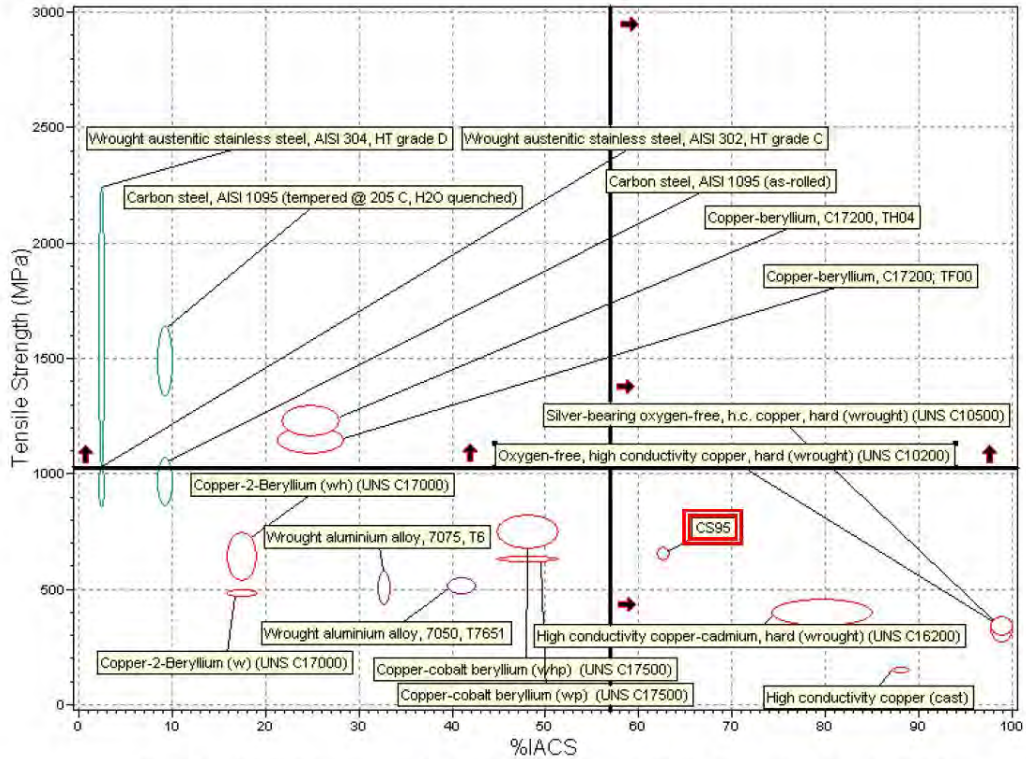 3000
2500
Wrought austenitic stainless steel, AISI 304, HT grade D
Wrought austenitic stainless steel, AISI 302, HT grade C
Carbon steel, AISI 1095 (tempered @ 205 C, H2O quenched)
Carbon steel, AISI 1095 (as-rolled)
Copper-beryllium, C17200, TH04
2000
Copper-beryllium, C17200; TF00
Tensile Strength (MPa)
1500
Silver-bearing oxygen-free, h.c. copper, hard (wrought) (UNS C10500)
Oxygen-free, high conductivity copper, hard (wrought) (UNS C10200)
1000
Copper-2-Beryllium (wh) (UNS C17000)
Wrought aluminium alloy, 7075, T6
CS95
500
Wrought aluminium alloy, 7050, T7651
High conductivity copper-cadmium, hard (wrought) (UNS C16200)
Copper-2-Beryllium (w) (UNS C17000)
Copper-cobalt beryllium (whp) (UNS C17500)
Copper-cobalt beryllium (wp) (UNS C17500)
High conductivity copper (cast)
0
0 10 20 30 40 50 60 70 80 90 100
%IACS